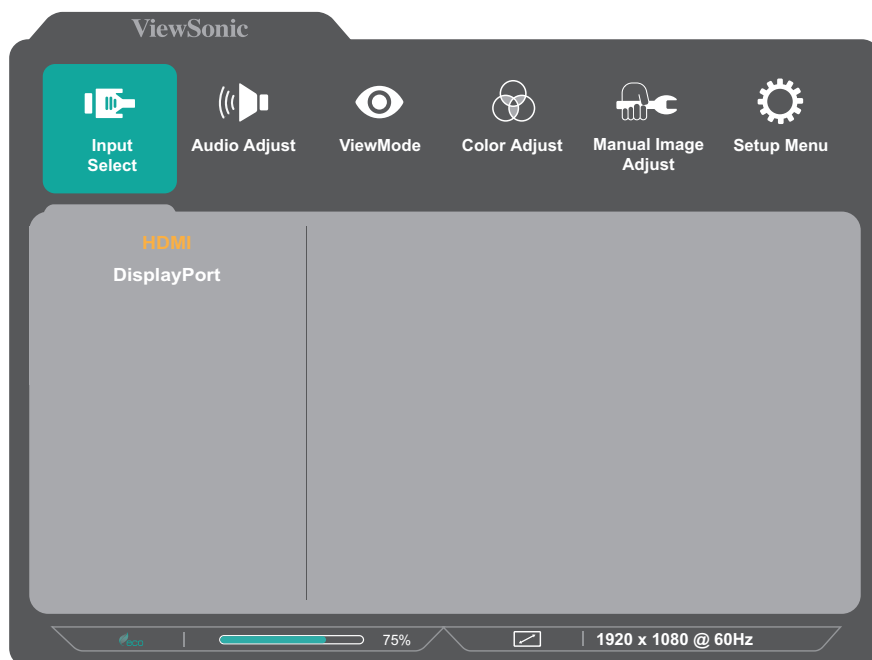 ViewSonic
Input
Select
Audio Adjust
ViewMode
Color Adjust
Manual Image
Adjust
Setup Menu
HDMI
DisplayPort
eco
75%
1920 x 1080 @ 60Hz